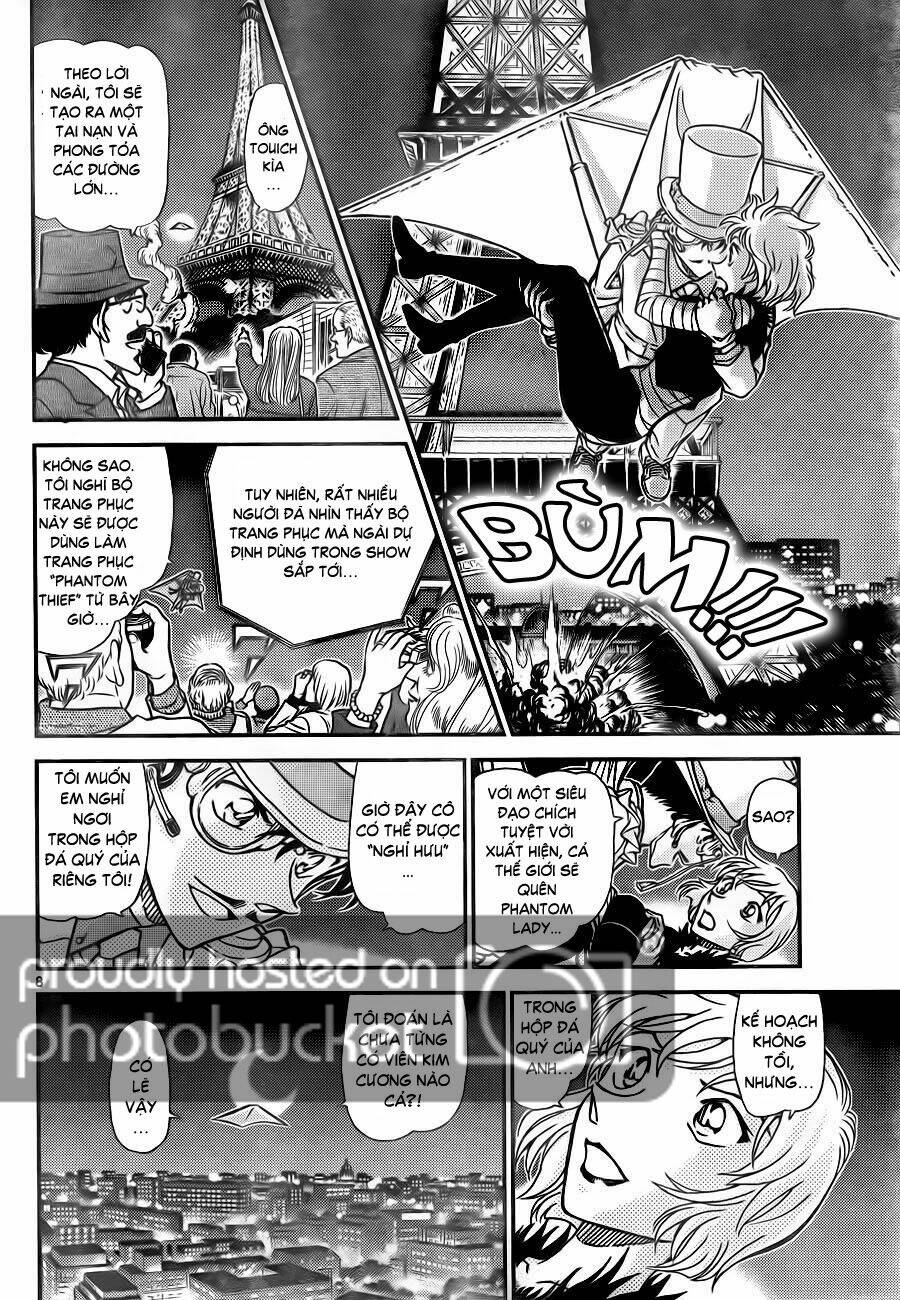 THEO LỜI
NGÀI, TÔI SẼ
TẠO RA MỘT
TAI NẠN VÀ
PHONG TỎA
CÁC ĐƯỜNG
LỚN...
ÔNG
TOUICH
KÌA
...
BÙM!!!!
KHÔNG SAO.
TÔI NGHĨ BỘ
TRANG PHỤC
NÀY SẼ ĐƯỢC
DÙNG LÀM
TRANG PHỤC
"PHANTOM
THIEF" TỪ BÂY
GIỜ...
TUY NHIÊN, RẤT NHIỀU
NGƯỜI ĐÃ NHÌN THẤY BỘ
TRANG PHỤC MÀ NGÀI DỰ
ĐỊNH DÙNG TRONG SHOW
SẮP TỚI...
TÔI MUỐN
EM NGHỈ
NGƠI
TRONG HỘP
ĐÁ QUÝ CỦA
RIÊNG TÔI!
GIỜ ĐÂY CÔ
CÓ THỂ ĐƯỢC
"NGHỈ HƯU"
...
VỚI MỘT SIÊU
ĐẠO CHÍCH
TUYỆT VỜI
XUẤT HIỆN, CẢ
THẾ GIỚI SẼ
QUÊN
PHANTOM
LADY...
SAO?
8
proudly hosted on
photobucket
CÓ
LẼ
VẬY
...
TÔI ĐOÁN LÀ
CHƯA TỪNG
CÓ VIÊN KIM
CƯƠNG NÀO
CẢ?!
TRONG
HỘP ĐÁ
QUÝ CỦA
ANH...
KẾ HOẠCH
KHÔNG
TỒI,
NHƯNG...